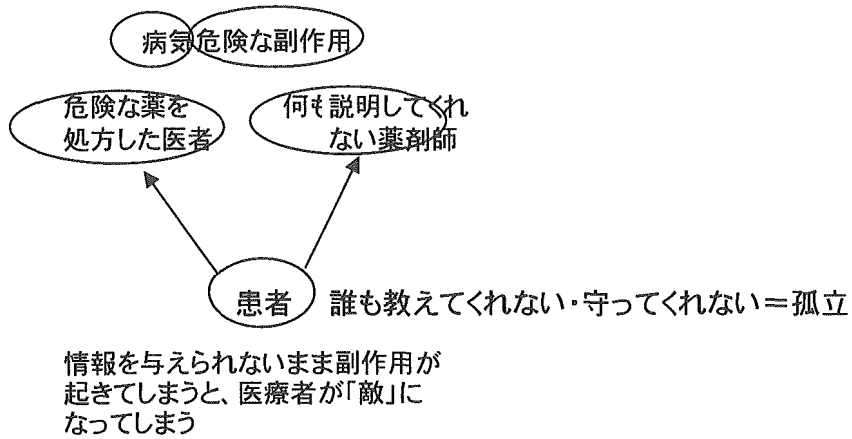 病気 危険な副作用
危険な薬を
処方した医者
何も説明してくれ
ない薬剤師
患者 誰も教えてくれない・守ってくれない＝孤立
情報を与えられないまま副作用が
起きてしまうと、医療者が「敵」に
なってしまう